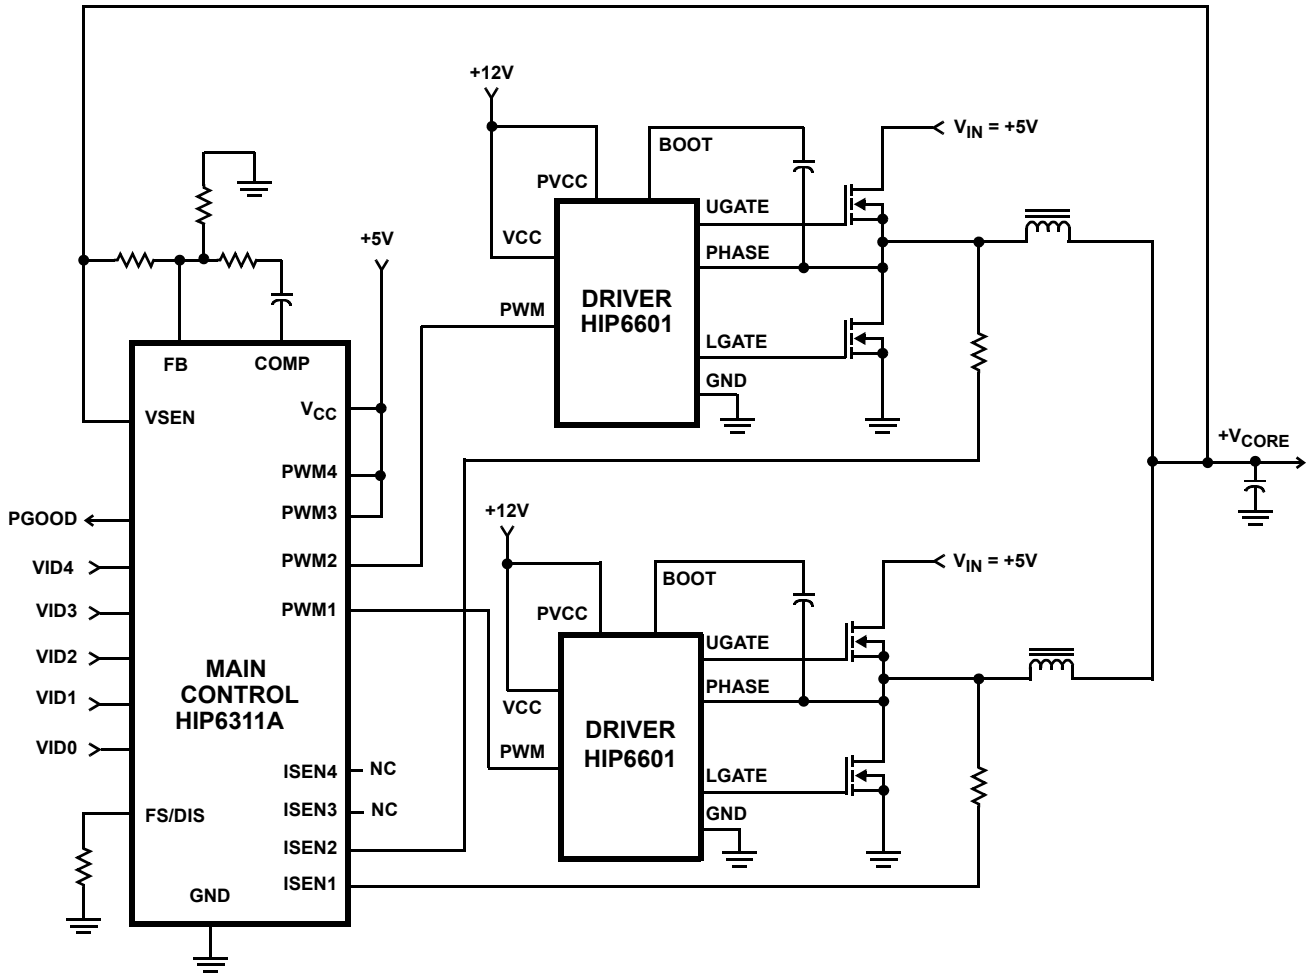 +12V
BOOT
VIN = +5V
PVCC
UGATE
+5V
VCC
PHASE
DRIVER
HIP6601
PWM
LGATE
FB
COMP
GND
VCC
VSEN
+VCORE
PWM4
PWM3
+12V
PGOOD
PWM2
VIN = +5V
VID4
BOOT
VID3
PWM1
PVCC
UGATE
VID2
MAIN
CONTROL
HIP6311A
PHASE
VID1
VCC
DRIVER
HIP6601
VID0
PWM
ISEN4
NC
LGATE
ISEN3
NC
FS/DIS
GND
ISEN2
ISEN1
GND